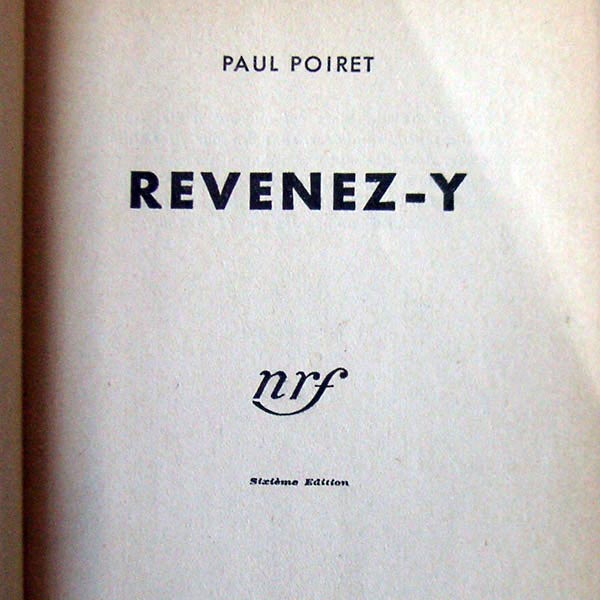 PAUL POIRET
REVENEZ-Y
nrf
Sixième Edition